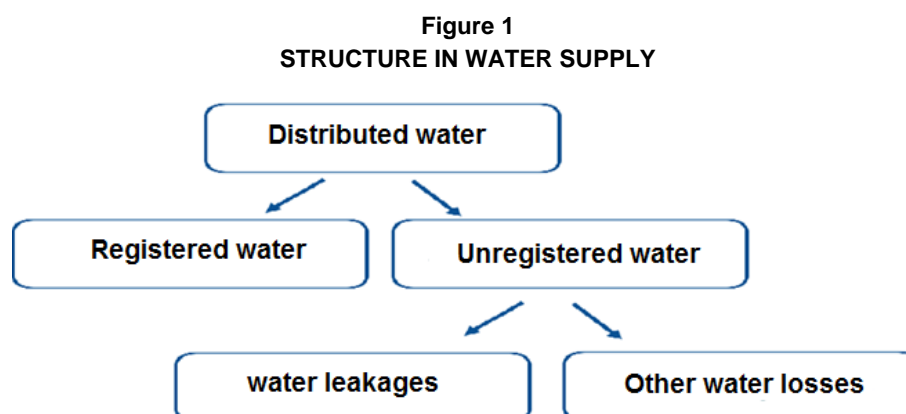 Figure 1
STRUCTURE IN WATER SUPPLY
Distributed water
Registered water
Unregistered water
water leakages
Other water losses